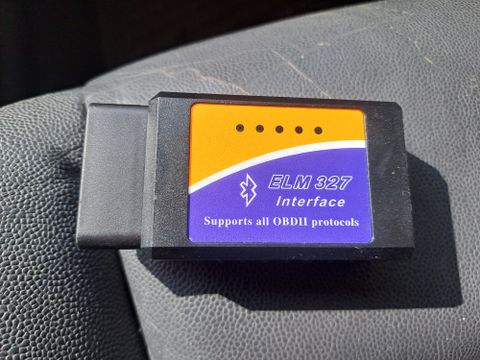 ELM 327
Interface
Supports all OBDII protocols